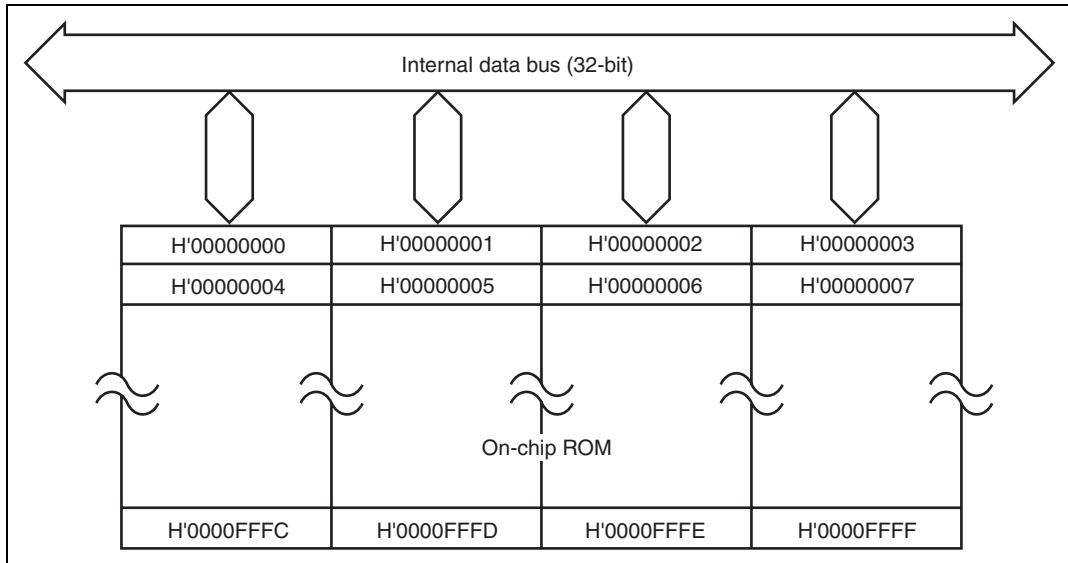 Internal data bus (32-bit)
H'00000000 H'00000001 H'00000002 H'00000003
H'00000004 H'00000005 H'00000006 H'00000007
On-chip ROM
H'0000FFFC H'0000FFFD H'0000FFFE H'0000FFFF